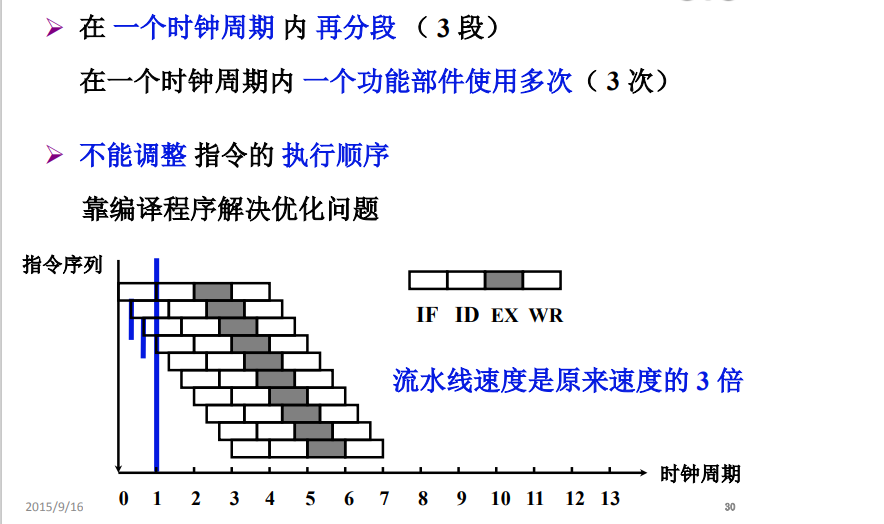 在 一个时钟周期 内 再分段 （ 3 段）
在一个时钟周期内 一个功能部件使用多次（ 3 次）
不能调整 指令的 执行顺序
靠编译程序解决优化问题
指令序列
IF ID EX WR
流水线速度是原来速度的 3 倍
时钟周期
0 1 2 3 4 5 6 7 8 9 10 11 12 13
2015/9/16
30